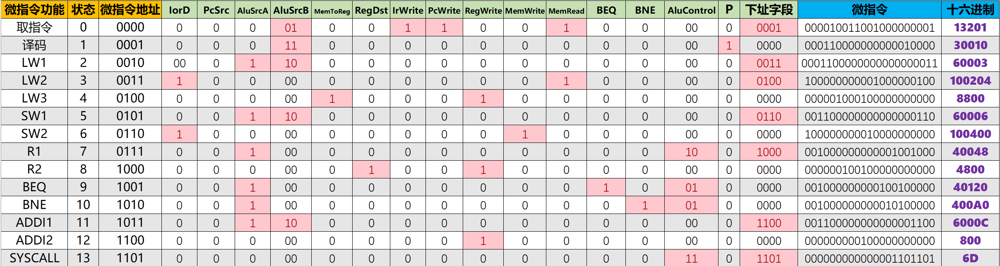 微指令功能 状态 微指令地址 IorD PcSrc AluSrcA AluSrcB MemToReg RegDst IrWrite PcWrite RegWrite MemWrite MemRead BEQ BNE AluControl P 下址字段 微指令 十六进制
取指令 0 0000 0 0 0 01 0 0 1 1 0 0 1 0 0 00 0 0001 000010011001000000001 13201
译码 1 0001 0 0 0 11 0 0 0 0 0 0 0 0 0 00 1 0000 000110000000000010000 30010
LW1 2 0010 00 0 1 10 0 0 0 0 0 0 0 0 0 00 0 0011 0001100000000000000011 60003
LW2 3 0011 1 0 0 00 0 0 0 0 0 0 1 0 0 00 0 0100 100000000001000000100 100204
LW3 4 0100 0 0 0 00 1 0 0 0 1 0 0 0 0 00 0 0000 000001000100000000000 8800
SW1 5 0101 0 0 1 10 0 0 0 0 0 0 0 0 0 00 0 0110 001100000000000000110 60006
SW2 6 0110 1 0 0 00 0 0 0 0 0 1 0 0 0 00 0 0000 100000000010000000000 100400
R1 7 0111 0 0 1 00 0 0 0 0 0 0 0 0 0 10 0 1000 001000000000001001000 40048
R2 8 1000 0 0 0 00 0 1 0 0 1 0 0 0 0 00 0 0000 000000100100000000000 4800
BEQ 9 1001 0 0 1 00 0 0 0 0 0 0 0 1 0 01 0 0000 001000000000100100000 40120
BNE 10 1010 0 0 1 00 0 0 0 0 0 0 0 0 1 01 0 0000 001000000000010100000 400A0
ADDI1 11 1011 0 0 1 10 0 0 0 0 0 0 0 0 0 00 0 1100 001100000000000001100 6000C
ADDI2 12 1100 0 0 0 00 0 0 0 0 1 0 0 0 0 00 0 0000 000000000100000000000 800
SYSCALL 13 1101 0 0 0 00 0 0 0 0 0 0 0 0 0 11 0 1101 000000000000001101101 6D